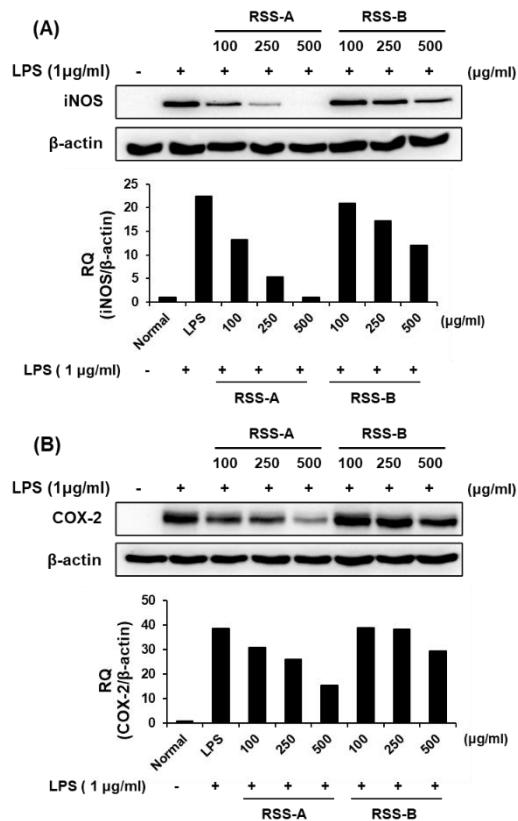 (A)
RSS-A RSS-B
100 250 500 100 250 500
LPS (1μg/ml) - + + + + + + + (μg/ml)
iNOS
β-actin
RQ
(iNOS/β-actin)
25
20
15
10
5
0
Normal LPS 100 250 500 100 250 500 (μg/ml)
LPS ( 1 μg/ml) - + + + + + + +
RSS-A RSS-B
(B)
RSS-A RSS-B
100 250 500 100 250 500
LPS (1μg/ml) - + + + + + + + (μg/ml)
COX-2
β-actin
RQ
(COX-2/β-actin)
50
40
30
20
10
0
Normal LPS 100 250 500 100 250 500 (μg/ml)
LPS ( 1 μg/ml) - + + + + + + +
RSS-A RSS-B